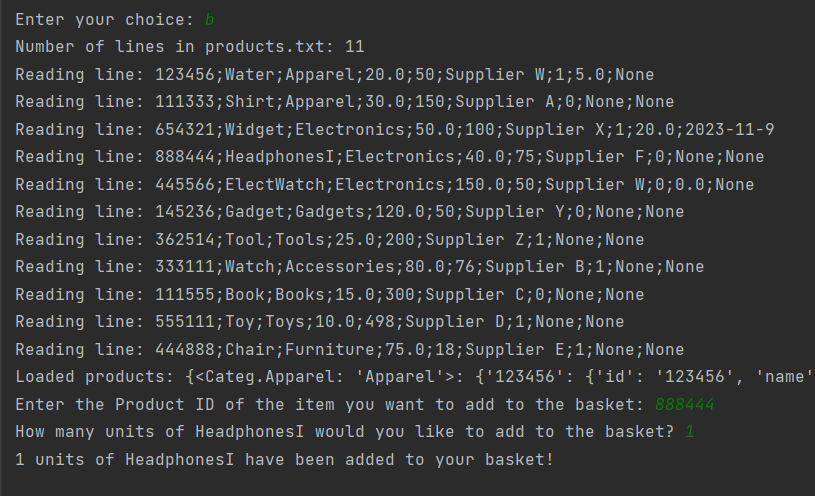 Enter your choice: b
Number of lines in products.txt: 11
Reading line: 123456;Water;Apparel;20.0;50;Supplier W;1;5.0;None
Reading line: 111333;Shirt;Apparel;30.0;150;Supplier A;0;None;None
Reading line: 654321;Widget;Electronics;50.0;100;Supplier X;1;20.0;2023-11-9
Reading line: 888444;HeadphonesI;Electronics;40.0;75;Supplier F;0;None;None
Reading line: 445566;ElectWatch;Electronics;150.0;50;Supplier W;0;0.0;None
Reading line: 145236;Gadget;Gadgets;120.0;50;Supplier Y;0;None;None
Reading line: 362514;Tool;Tools;25.0;200;Supplier Z;1;None;None
Reading line: 333111;Watch;Accessories;80.0;76;Supplier B;1;None;None
Reading line: 111555;Book;Books;15.0;300;Supplier C;0;None;None
Reading line: 555111;Toy;Toys;10.0;498;Supplier D;1;None;None
Reading line: 444888;Chair;Furniture;75.0;18;Supplier E;1;None;None
Loaded products: {<Categ.Apparel: 'Apparel'>: {'123456': {'id': '123456', 'name'
Enter the Product ID of the item you want to add to the basket: 888444
How many units of HeadphonesI would you like to add to the basket? 1
1 units of HeadphonesI have been added to your basket!